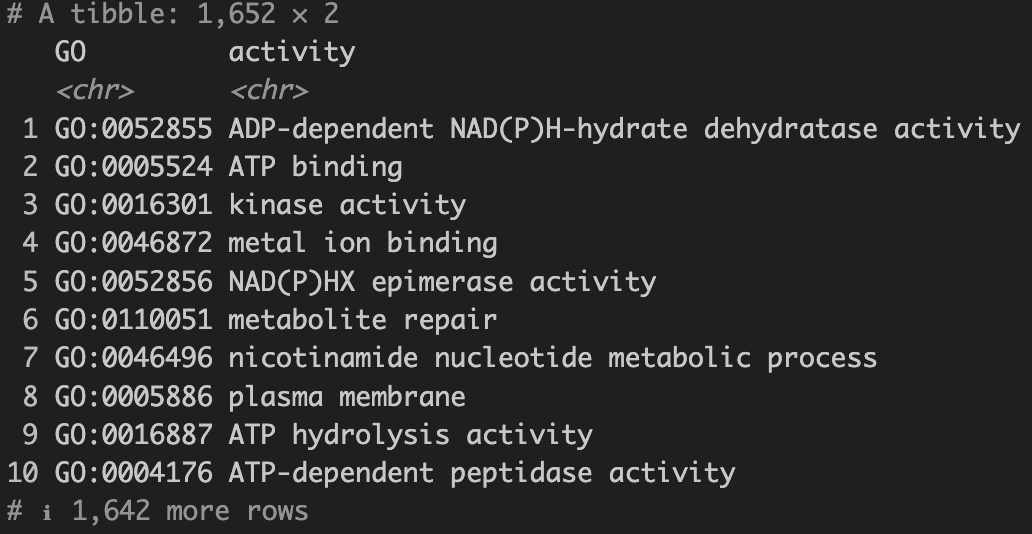 # A tibble: 1,652 × 2
GO activity
<chr> <chr>
1 GO:0052855 ADP-dependent NAD(P)H-hydrate dehydratase activity
2 GO:0005524 ATP binding
3 GO:0016301 kinase activity
4 GO:0046872 metal ion binding
5 GO:0052856 NAD(P)HX epimerase activity
6 GO:0110051 metabolite repair
7 GO:0046496 nicotinamide nucleotide metabolic process
8 GO:0005886 plasma membrane
9 GO:0016887 ATP hydrolysis activity
10 GO:0004176 ATP-dependent peptidase activity
# ℹ 1,642 more rows